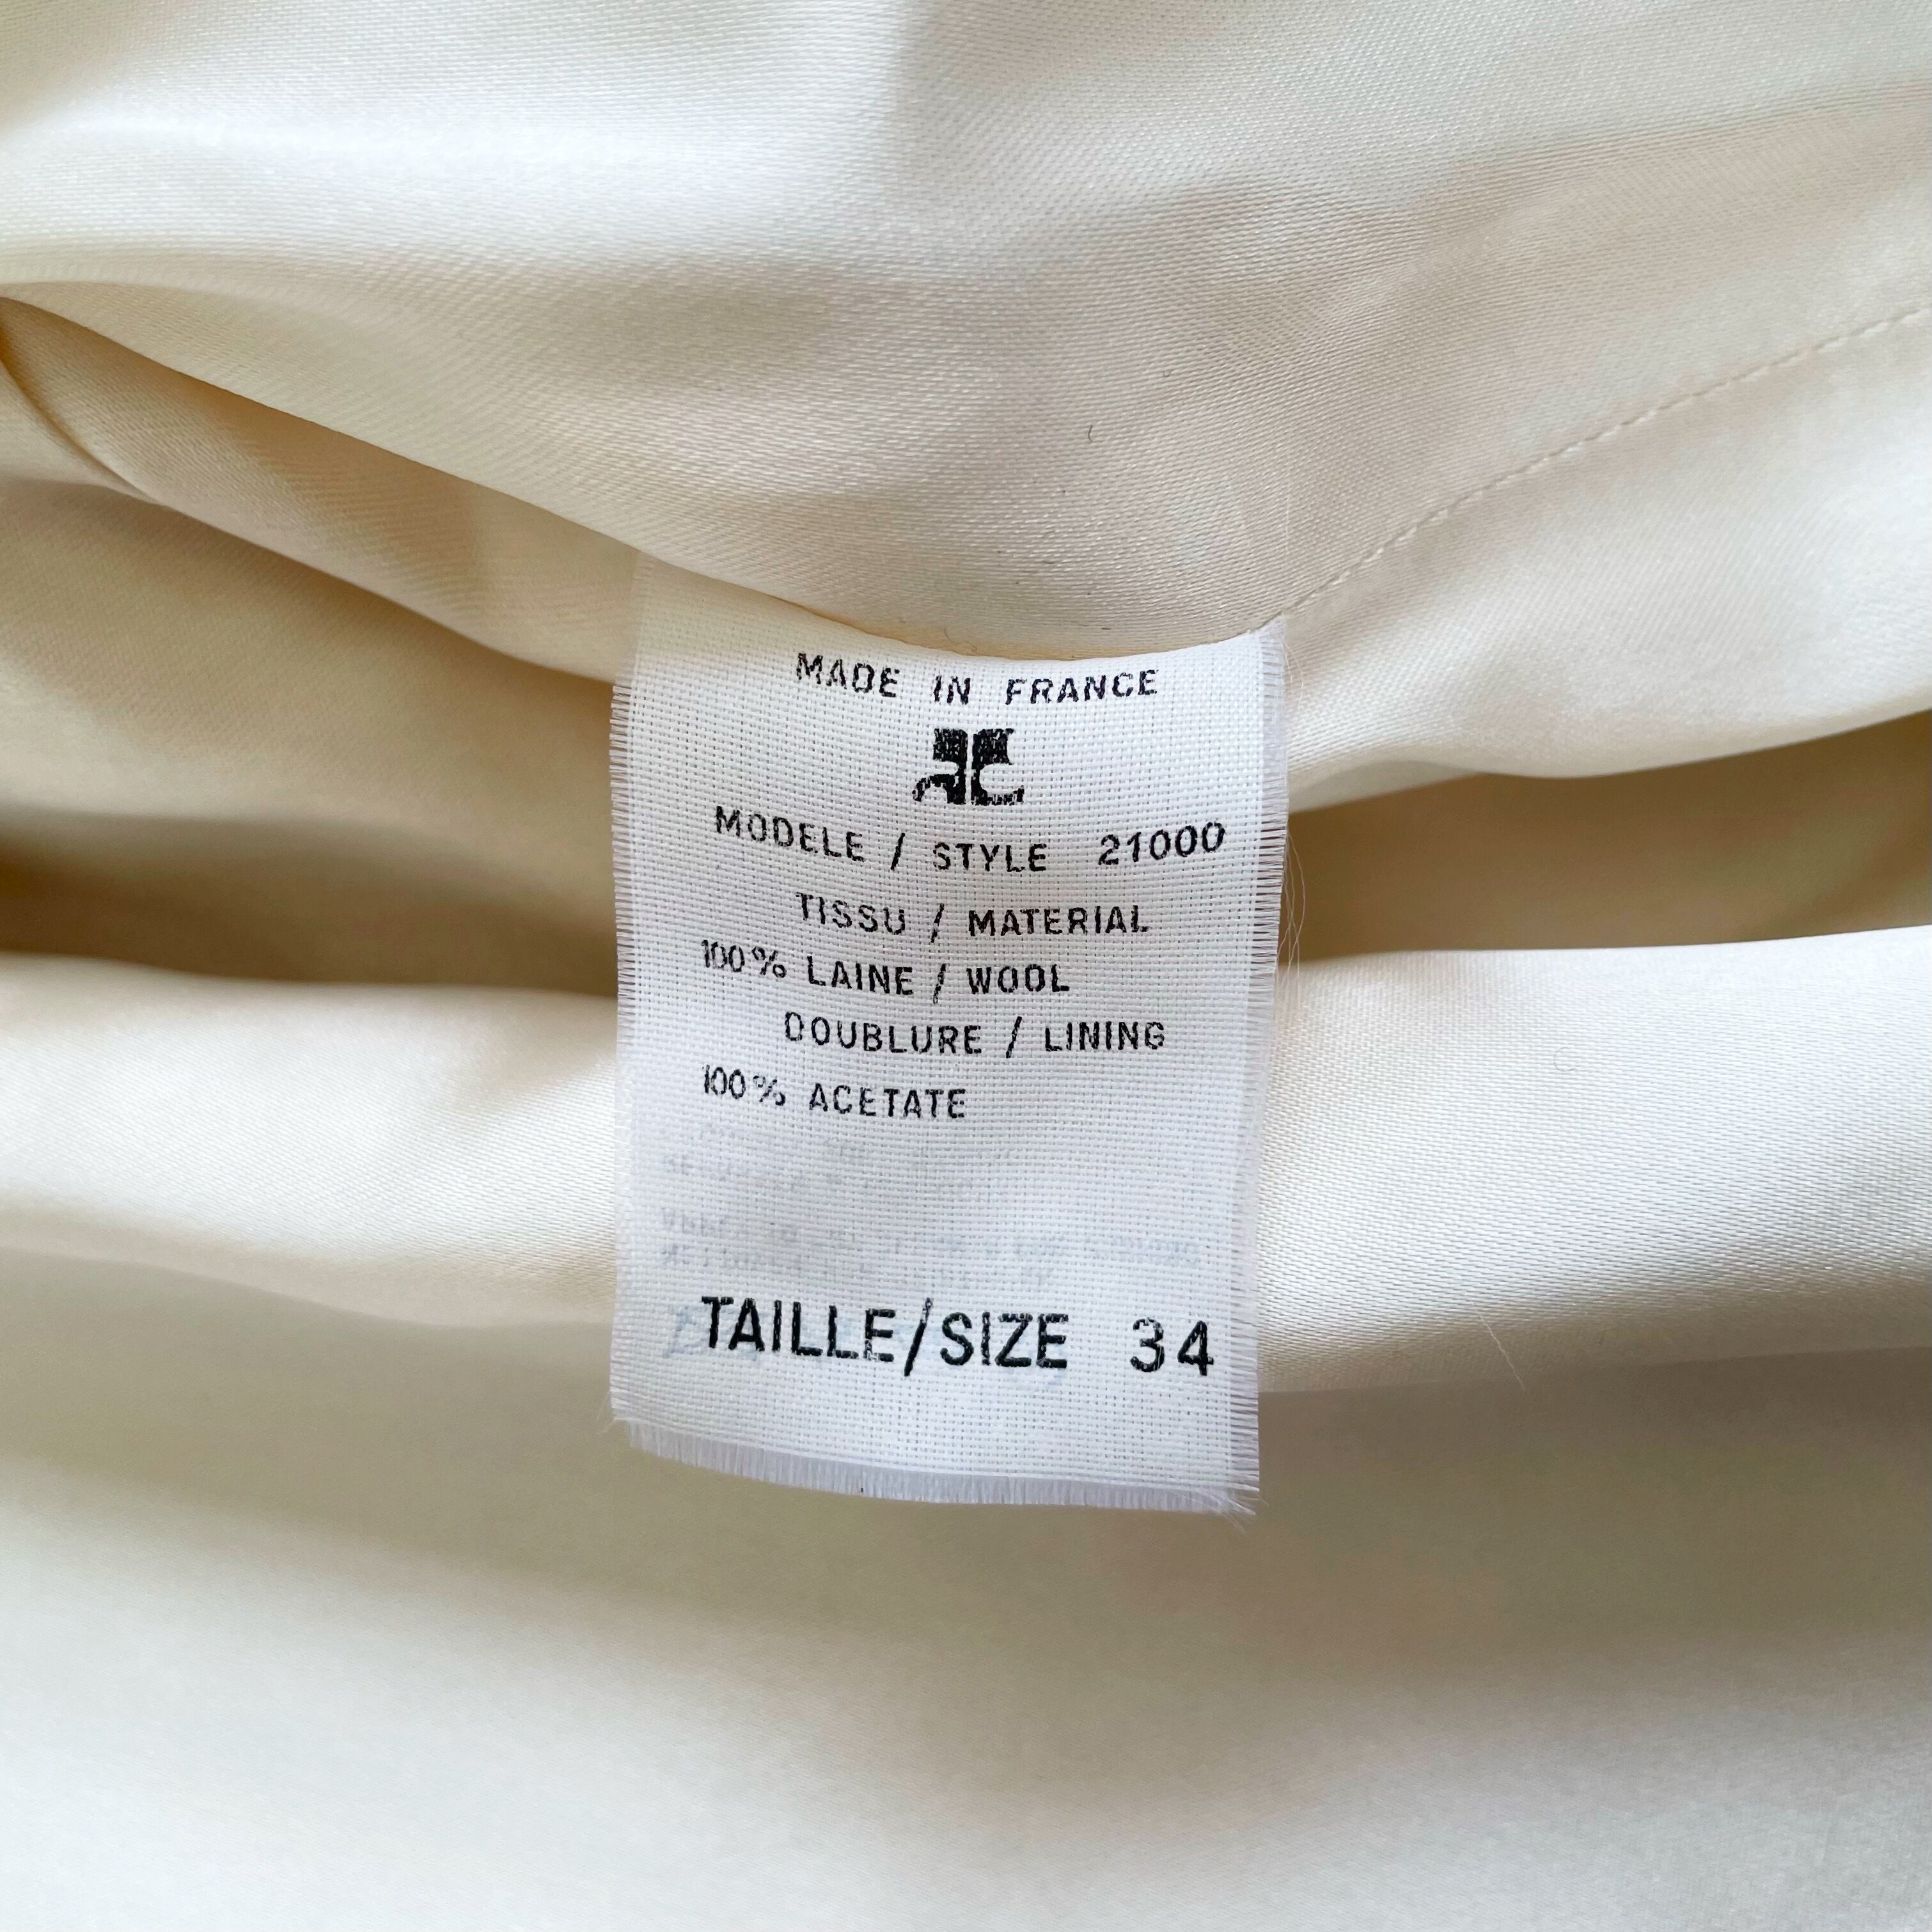 MADE IN FRANCE
MODELE / STYLE 21000
TISSU / MATERIAL
100% LAINE / WOOL
DOUBLURE / LINING
100% ACETATE
TAILLE/SIZE 34